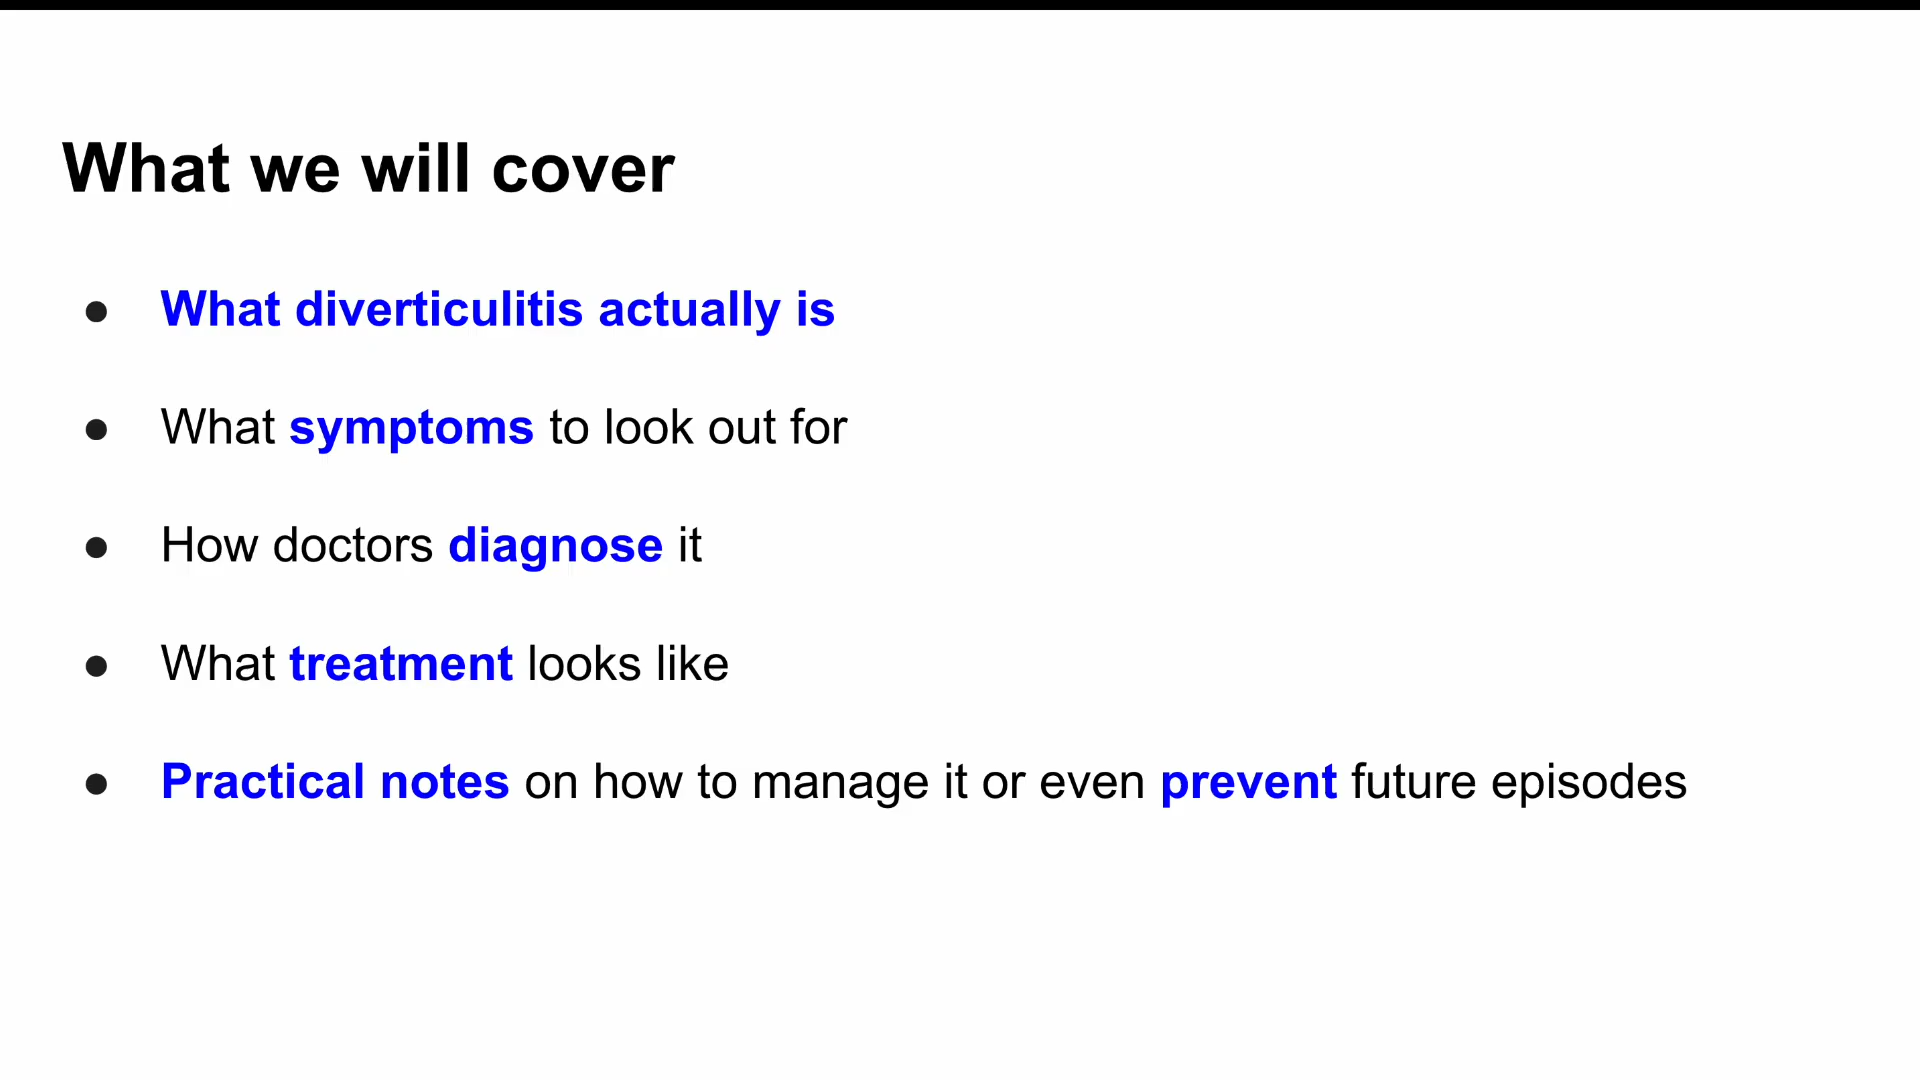 What we will cover
● What diverticulitis actually is
● What symptoms to look out for
● How doctors diagnose it
● What treatment looks like
● Practical notes on how to manage it or even prevent future episodes